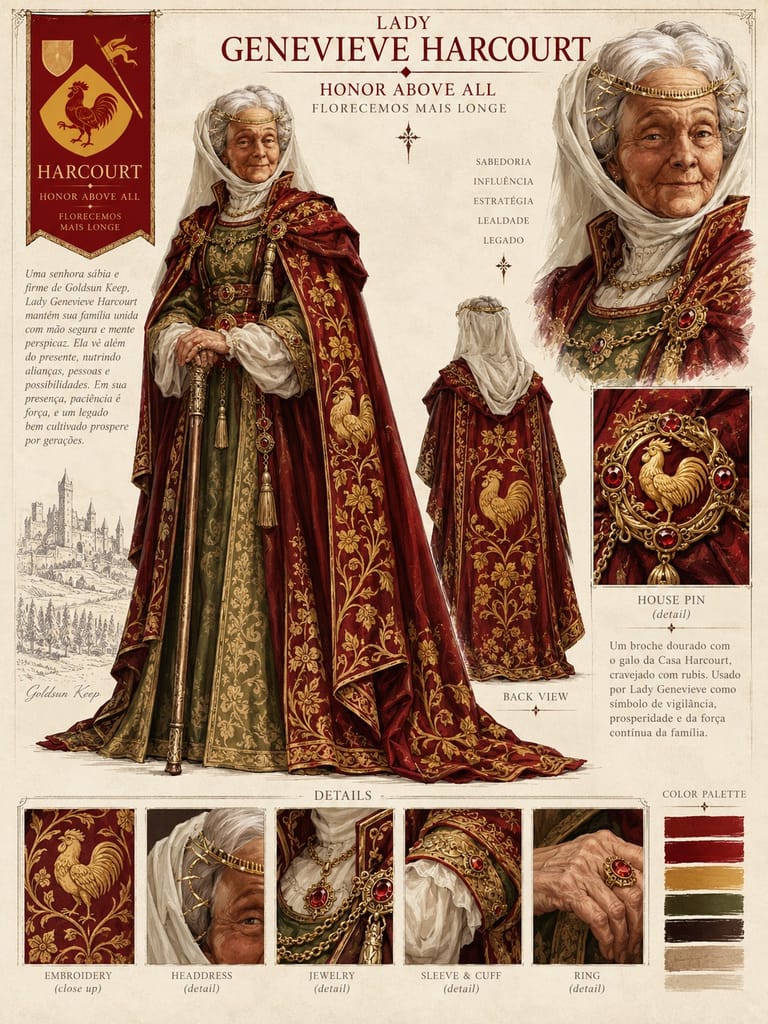 LADY
GENEVIEVE HARCOURT
HONOR ABOVE ALL
FLORECEMOS MAIS LONGE
HARCOURT
HONOR ABOVE ALL
FLORECEMOS
MAIS LONGE
SABEDORIA
INFLUÊNCIA
ESTRATÉGIA
LEALDADE
LEGADO
Uma senhora sábia e
firme de Goldsun Keep,
Lady Genevieve Harcourt
mantém sua família unida
com mão segura e mente
perspicaz. Ela vê além
do presente, nutrindo
alianças, pessoas e
possibilidades. Em sua
presença, paciência é
força, e um legado
bem cultivado prospere
por gerações.
Goldsun Keep
BACK VIEW
HOUSE PIN
(detail)
Um broche dourado com
o galo da Casa Harcourt,
cravejado com rubis. Usado
por Lady Genevieve como
símbolo de vigilância,
prosperidade e da força
contínua da família.
DETAILS
EMBROIDERY
(close up)
HEADDRESS
(detail)
JEWELRY
(detail)
SLEEVE & CUFF
(detail)
RING
(detail)
COLOR PALETTE